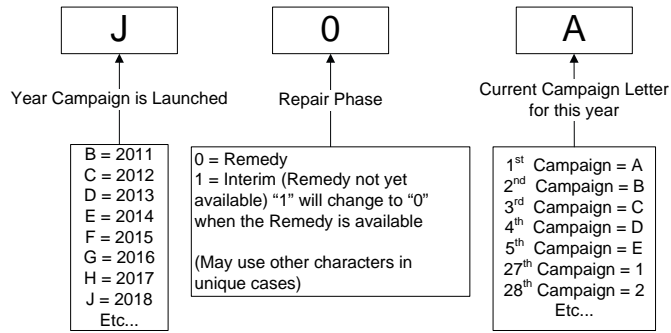 J
0
A
Year Campaign is Launched
Repair Phase
Current Campaign Letter
for this year
B = 2011
C = 2012
D = 2013
E = 2014
F = 2015
G = 2016
H = 2017
J = 2018
Etc...
0 = Remedy
1 = Interim (Remedy not yet
available) “1” will change to “0”
when the Remedy is available
(May use other characters in
unique cases)
1st Campaign = A
2nd Campaign = B
3rd Campaign = C
4th Campaign = D
5th Campaign = E
27th Campaign = 1
28th Campaign = 2
Etc...